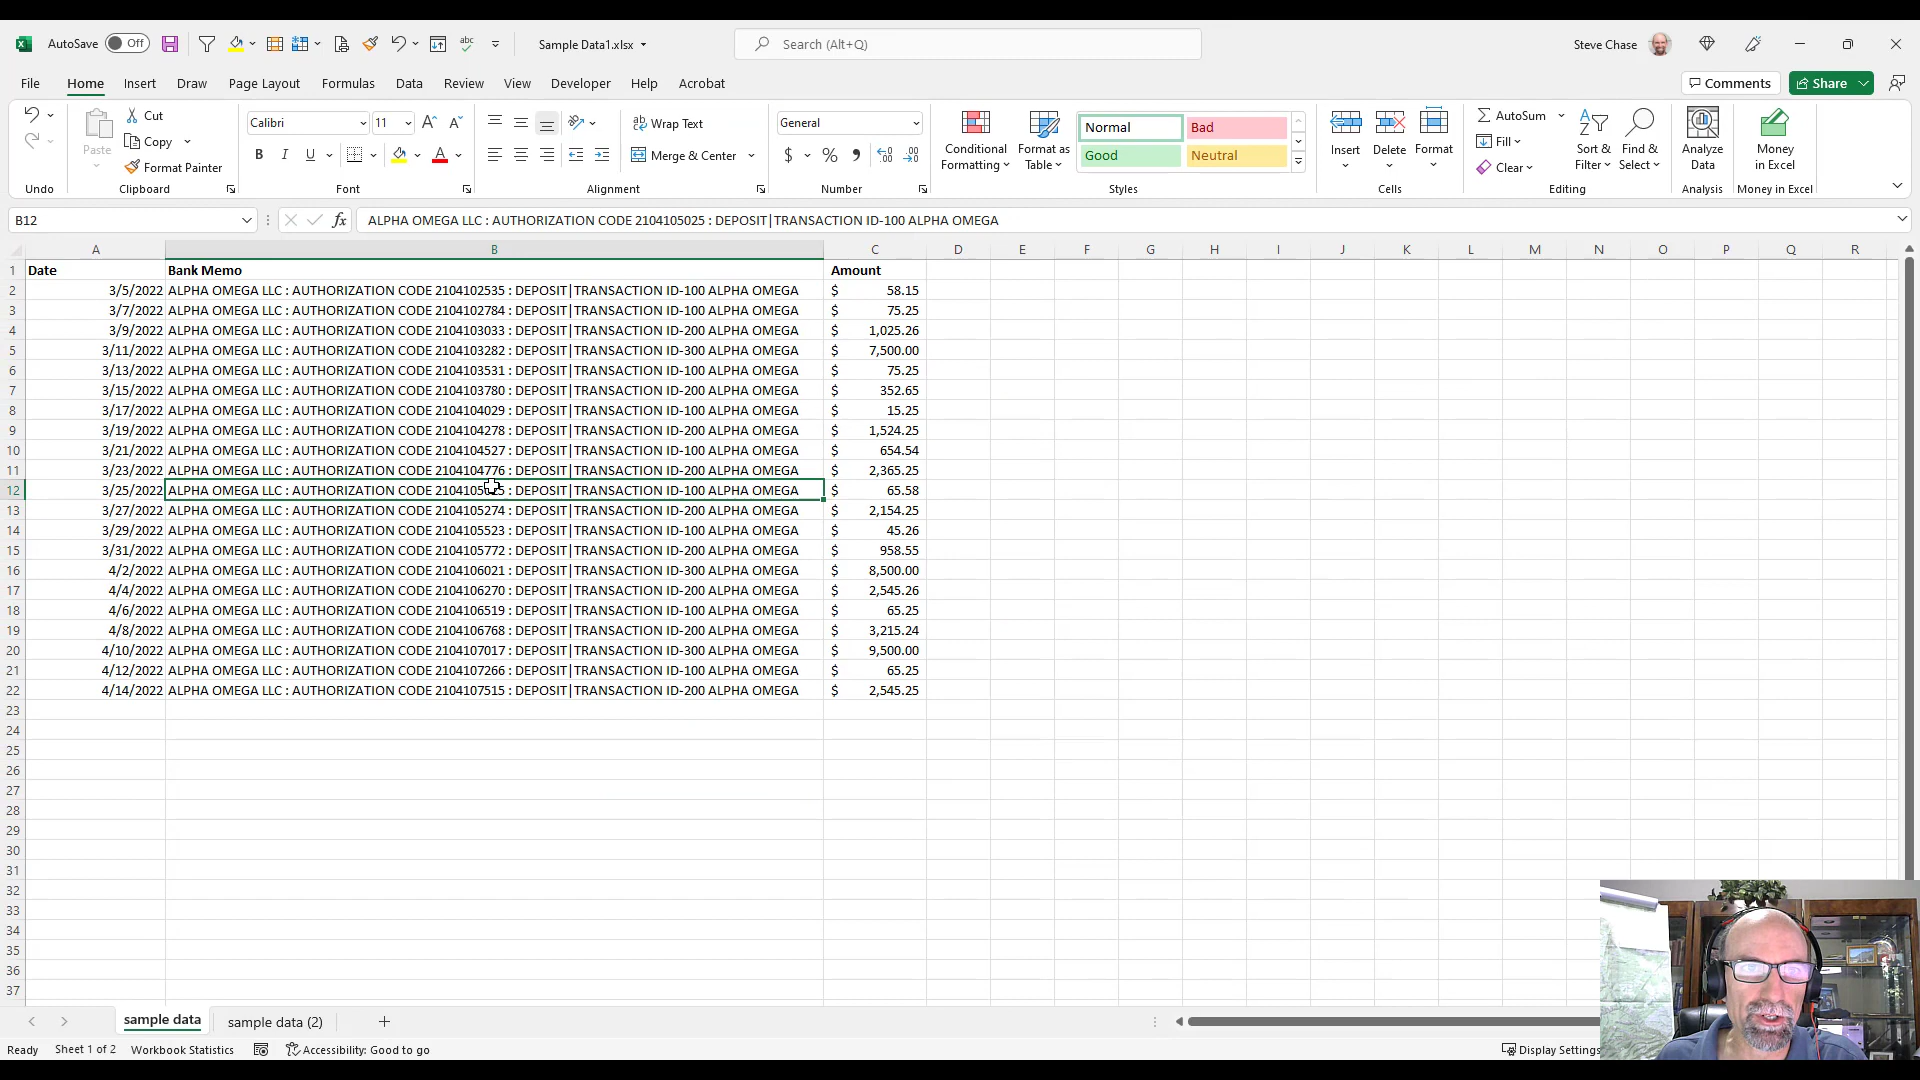 AutoSave Off Sample Data1.xlsx Search (Alt+Q) Steve Chase
File Home Insert Draw Page Layout Formulas Data Review View Developer Help Acrobat Comments Share
Paste Cut Copy Format Painter
Calibri 11 B I U A
Wrap Text Merge & Center
General $ % ,
Conditional Formatting Format as Table Normal Bad Good Neutral
Insert Delete Format
AutoSum Fill Clear Sort & Filter Find & Select
Analyze Data Money in Excel
Undo Clipboard Font Alignment Number Styles Cells Editing Analysis Money in Excel
B12 fx ALPHA OMEGA LLC : AUTHORIZATION CODE 2104105025 : DEPOSIT|TRANSACTION ID-100 ALPHA OMEGA
A B C D E F G H I J K L M N O P Q R
1 Date Bank Memo Amount
2 3/5/2022 ALPHA OMEGA LLC : AUTHORIZATION CODE 2104102535 : DEPOSIT|TRANSACTION ID-100 ALPHA OMEGA $ 58.15
3 3/7/2022 ALPHA OMEGA LLC : AUTHORIZATION CODE 2104102784 : DEPOSIT|TRANSACTION ID-100 ALPHA OMEGA $ 75.25
4 3/9/2022 ALPHA OMEGA LLC : AUTHORIZATION CODE 2104103033 : DEPOSIT|TRANSACTION ID-200 ALPHA OMEGA $ 1,025.26
5 3/11/2022 ALPHA OMEGA LLC : AUTHORIZATION CODE 2104103282 : DEPOSIT|TRANSACTION ID-300 ALPHA OMEGA $ 7,500.00
6 3/13/2022 ALPHA OMEGA LLC : AUTHORIZATION CODE 2104103531 : DEPOSIT|TRANSACTION ID-100 ALPHA OMEGA $ 75.25
7 3/15/2022 ALPHA OMEGA LLC : AUTHORIZATION CODE 2104103780 : DEPOSIT|TRANSACTION ID-200 ALPHA OMEGA $ 352.65
8 3/17/2022 ALPHA OMEGA LLC : AUTHORIZATION CODE 2104104029 : DEPOSIT|TRANSACTION ID-100 ALPHA OMEGA $ 15.25
9 3/19/2022 ALPHA OMEGA LLC : AUTHORIZATION CODE 2104104278 : DEPOSIT|TRANSACTION ID-200 ALPHA OMEGA $ 1,524.25
10 3/21/2022 ALPHA OMEGA LLC : AUTHORIZATION CODE 2104104527 : DEPOSIT|TRANSACTION ID-100 ALPHA OMEGA $ 654.54
11 3/23/2022 ALPHA OMEGA LLC : AUTHORIZATION CODE 2104104776 : DEPOSIT|TRANSACTION ID-200 ALPHA OMEGA $ 2,365.25
12 3/25/2022 ALPHA OMEGA LLC : AUTHORIZATION CODE 2104105025 : DEPOSIT|TRANSACTION ID-100 ALPHA OMEGA $ 65.58
13 3/27/2022 ALPHA OMEGA LLC : AUTHORIZATION CODE 2104105274 : DEPOSIT|TRANSACTION ID-200 ALPHA OMEGA $ 2,154.25
14 3/29/2022 ALPHA OMEGA LLC : AUTHORIZATION CODE 2104105523 : DEPOSIT|TRANSACTION ID-100 ALPHA OMEGA $ 45.26
15 3/31/2022 ALPHA OMEGA LLC : AUTHORIZATION CODE 2104105772 : DEPOSIT|TRANSACTION ID-200 ALPHA OMEGA $ 958.55
16 4/2/2022 ALPHA OMEGA LLC : AUTHORIZATION CODE 2104106021 : DEPOSIT|TRANSACTION ID-300 ALPHA OMEGA $ 8,500.00
17 4/4/2022 ALPHA OMEGA LLC : AUTHORIZATION CODE 2104106270 : DEPOSIT|TRANSACTION ID-200 ALPHA OMEGA $ 2,545.26
18 4/6/2022 ALPHA OMEGA LLC : AUTHORIZATION CODE 2104106519 : DEPOSIT|TRANSACTION ID-100 ALPHA OMEGA $ 65.25
19 4/8/2022 ALPHA OMEGA LLC : AUTHORIZATION CODE 2104106768 : DEPOSIT|TRANSACTION ID-200 ALPHA OMEGA $ 3,215.24
20 4/10/2022 ALPHA OMEGA LLC : AUTHORIZATION CODE 2104107017 : DEPOSIT|TRANSACTION ID-300 ALPHA OMEGA $ 9,500.00
21 4/12/2022 ALPHA OMEGA LLC : AUTHORIZATION CODE 2104107266 : DEPOSIT|TRANSACTION ID-100 ALPHA OMEGA $ 65.25
22 4/14/2022 ALPHA OMEGA LLC : AUTHORIZATION CODE 2104107515 : DEPOSIT|TRANSACTION ID-200 ALPHA OMEGA $ 2,545.25
23
24
25
26
27
28
29
30
31
32
33
34
35
36
37
sample data sample data (2)
Ready Sheet 1 of 2 Workbook Statistics Accessibility: Good to go Display Settings